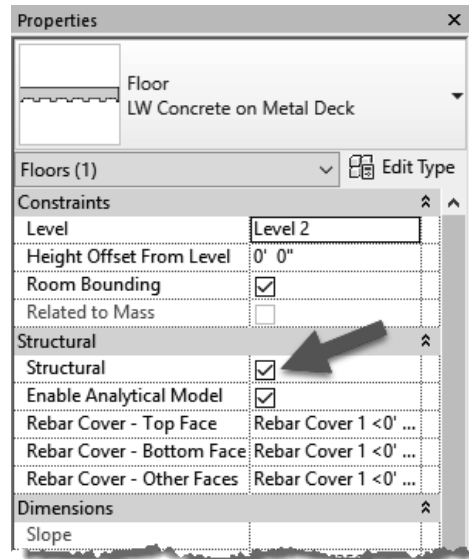 Properties
Floor
LW Concrete on Metal Deck
Floors (1)
Edit Type
Constraints
Level Level 2
Height Offset From Level 0' 0"
Room Bounding
Related to Mass
Structural
Structural
Enable Analytical Model
Rebar Cover - Top Face Rebar Cover 1 <0' ...
Rebar Cover - Bottom Face Rebar Cover 1 <0' ...
Rebar Cover - Other Faces Rebar Cover 1 <0' ...
Dimensions
Slope